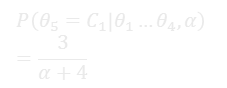 P(θ₅ = C₁|θ₁ … θ₄, α)
= 3 / (α + 4)